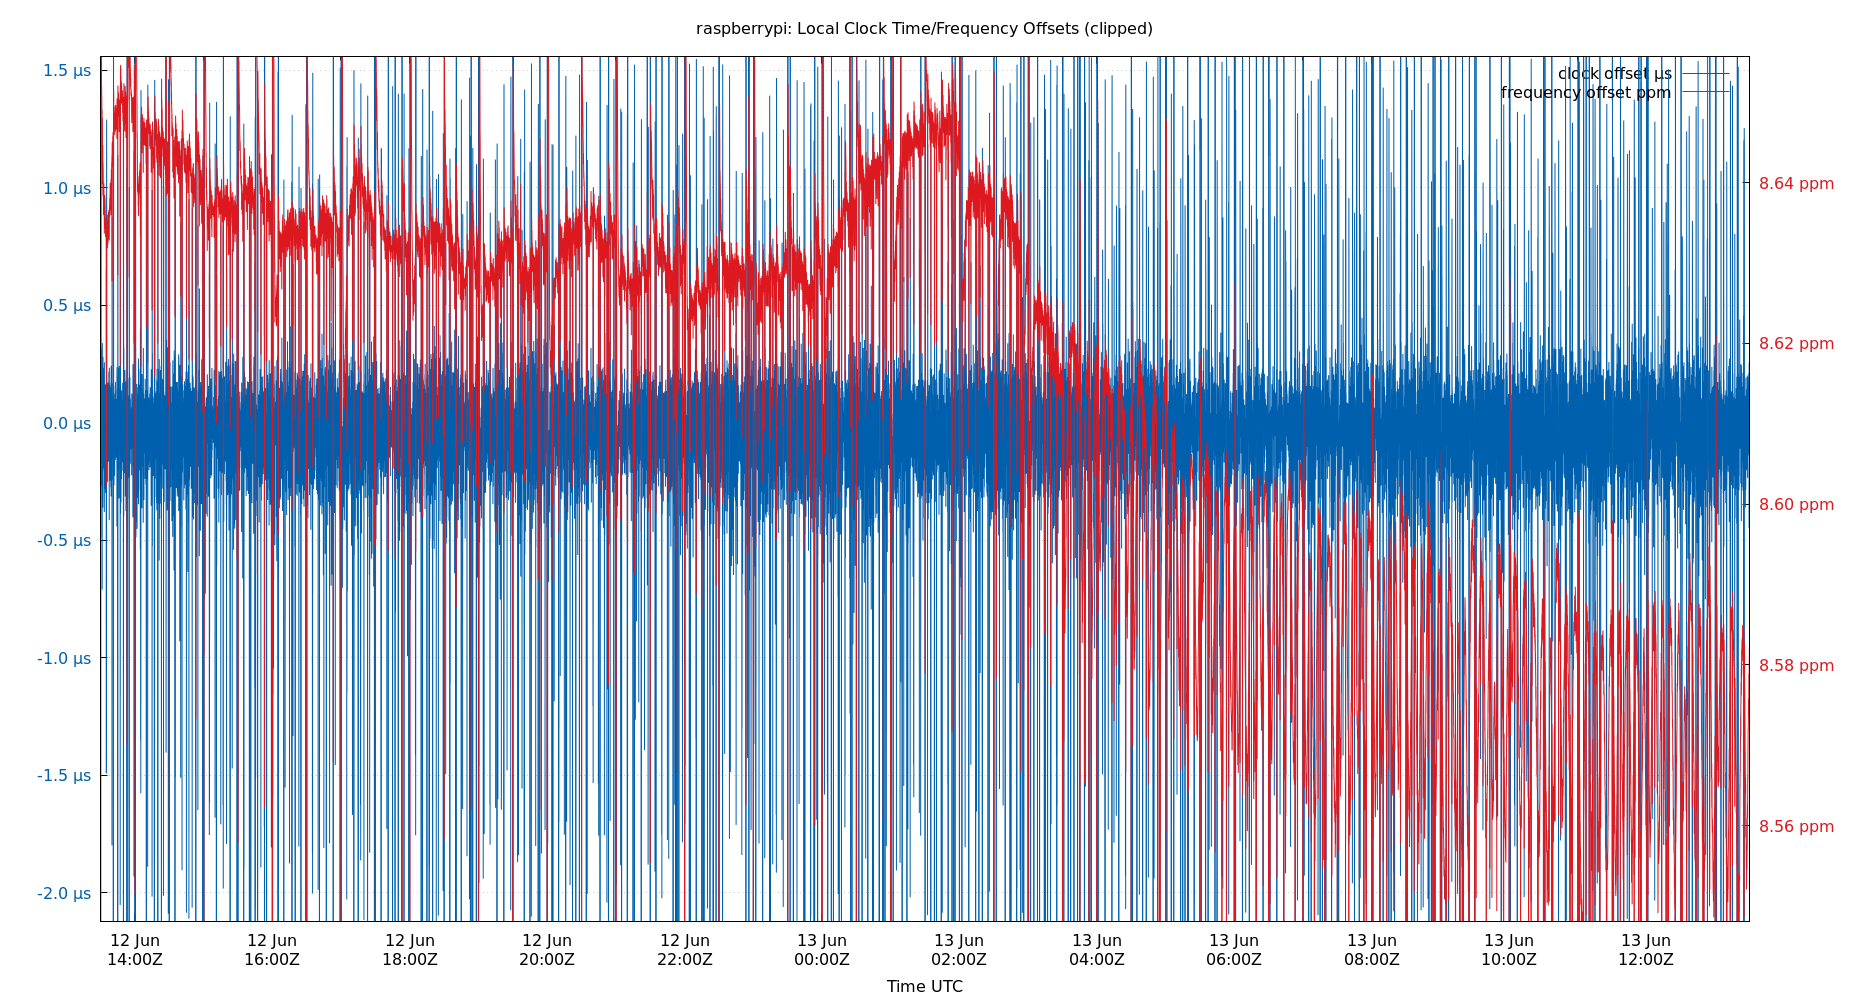 raspberrypi: Local Clock Time/Frequency Offsets (clipped)
1.5 µs
1.0 µs
0.5 µs
0.0 µs
-0.5 µs
-1.0 µs
-1.5 µs
-2.0 µs
clock offset µs
frequency offset ppm
8.64 ppm
8.62 ppm
8.60 ppm
8.58 ppm
8.56 ppm
12 Jun 12 Jun 12 Jun 12 Jun 12 Jun 13 Jun 13 Jun 13 Jun 13 Jun 13 Jun 13 Jun 13 Jun
14:00Z 16:00Z 18:00Z 20:00Z 22:00Z 00:00Z 02:00Z 04:00Z 06:00Z 08:00Z 10:00Z 12:00Z
Time UTC